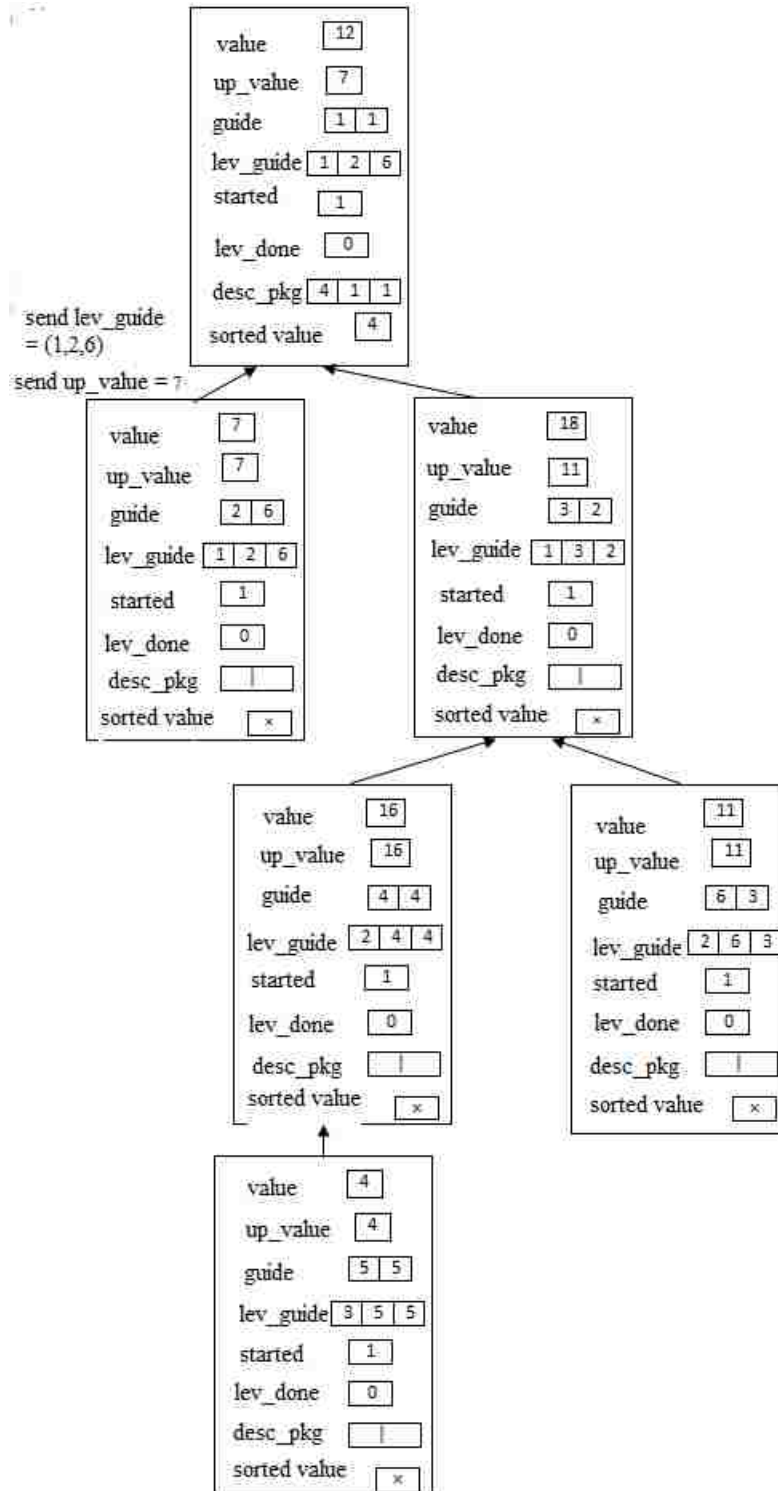 value 12
up_value 7
guide 1 1
lev_guide 1 2 6
started 1
lev_done 0
desc_pkg 4 1 1
sorted value 4
send lev_guide
= (1,2,6)
send up_value = 7
value 7
up_value 7
guide 2 6
lev_guide 1 2 6
started 1
lev_done 0
desc_pkg
sorted value ×
value 18
up_value 11
guide 3 2
lev_guide 1 3 2
started 1
lev_done 0
desc_pkg
sorted value ×
value 16
up_value 16
guide 4 4
lev_guide 2 4 4
started 1
lev_done 0
desc_pkg
sorted value ×
value 11
up_value 11
guide 6 3
lev_guide 2 6 3
started 1
lev_done 0
desc_pkg
sorted value ×
value 4
up_value 4
guide 5 5
lev_guide 3 5 5
started 1
lev_done 0
desc_pkg
sorted value ×